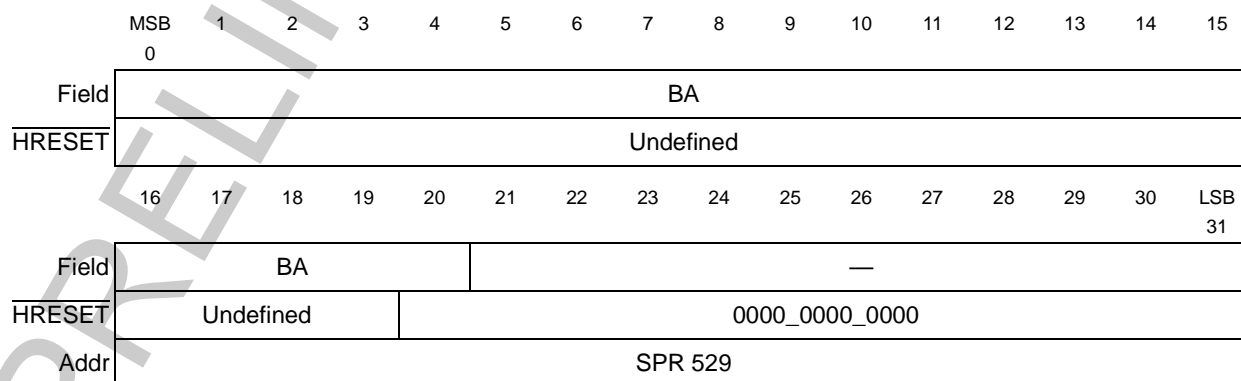 MSB 1 2 3 4 5 6 7 8 9 10 11 12 13 14 15
0
Field BA
HRESET Undefined
16 17 18 19 20 21 22 23 24 25 26 27 28 29 30 LSB
31
Field BA —
HRESET Undefined 0000_0000_0000
Addr SPR 529
PRELI